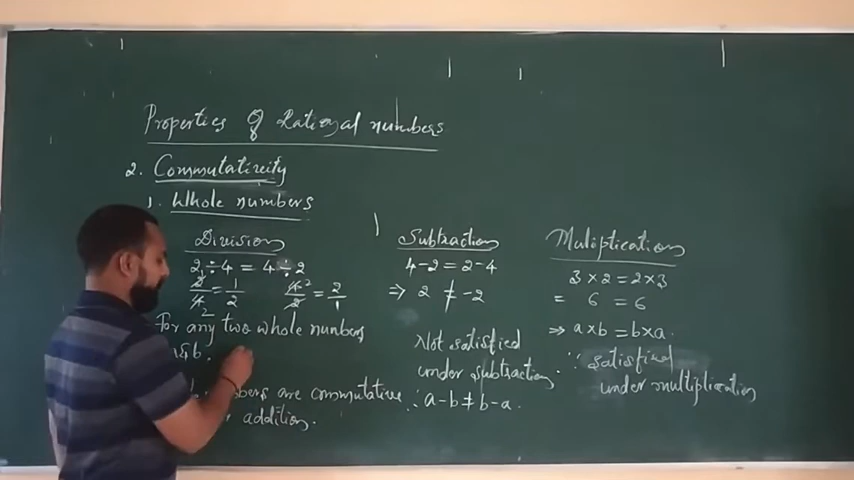 Properties of Rational numbers
2. Commutativity
1. Whole numbers
Division
2 ÷ 4 = 4 ÷ 2
2/4 = 1/2 4/2 = 2/1
For any two whole numbers
a & b.
are commutative
addition.
Subtraction
4-2 = 2-4
⇒ 2 ≠ -2
Not satisfied
under subtraction
∴ a-b ≠ b-a.
Muliplication
3 × 2 = 2 × 3
= 6 = 6
⇒ a×b = b×a.
∵ satisfied
under multiplication